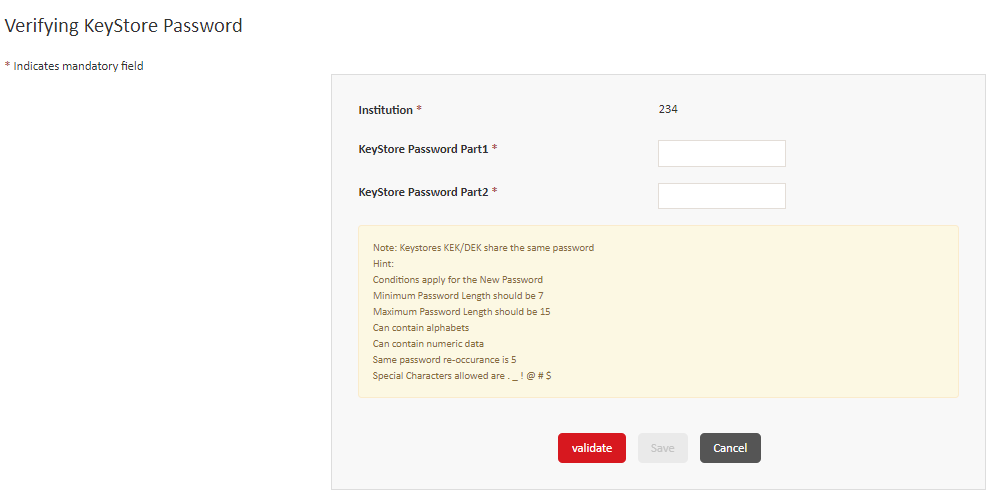 Verifying KeyStore Password
* Indicates mandatory field
Institution * 234
KeyStore Password Part1 *
KeyStore Password Part2 *
Note: Keystores KEK/DEK share the same password
Hint:
Conditions apply for the New Password
Minimum Password Length should be 7
Maximum Password Length should be 15
Can contain alphabets
Can contain numeric data
Same password re-occurance is 5
Special Characters allowed are . _ ! @ # $
validate Save Cancel